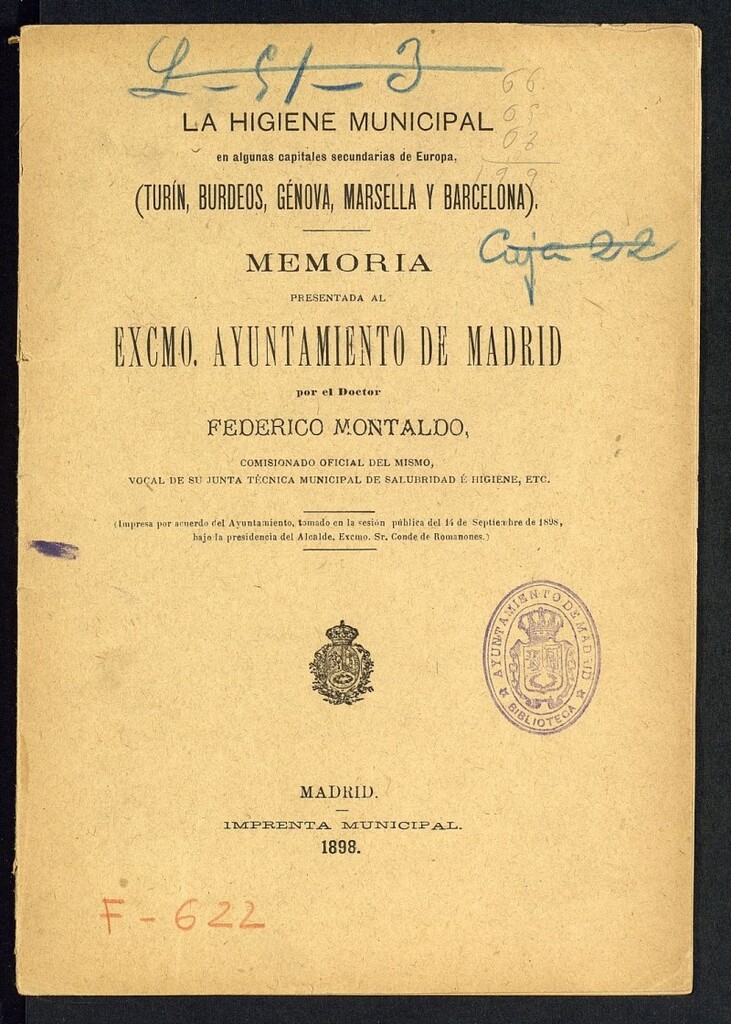 L-51-3
66
05
03
199
LA HIGIENE MUNICIPAL
en algunas capitales secundarias de Europa.
(TURÍN, BURDEOS, GÉNOVA, MARSELLA Y BARCELONA).
Caja 22
MEMORIA
PRESENTADA AL
EXCMO. AYUNTAMIENTO DE MADRID
por el Doctor
FEDERICO MONTALDO,
COMISIONADO OFICIAL DEL MISMO,
VOCAL DE SU JUNTA TÉCNICA MUNICIPAL DE SALUBRIDAD É HIGIENE, ETC.
(Impresa por acuerdo del Ayuntamiento, tomado en la sesión pública del 14 de Septiembre de 1898,
bajo la presidencia del Alcalde, Excmo. Sr. Conde de Romanones.)
AYUNTAMIENTO DE MADRID
BIBLIOTECA
MADRID.
IMPRENTA MUNICIPAL.
1898.
F-622